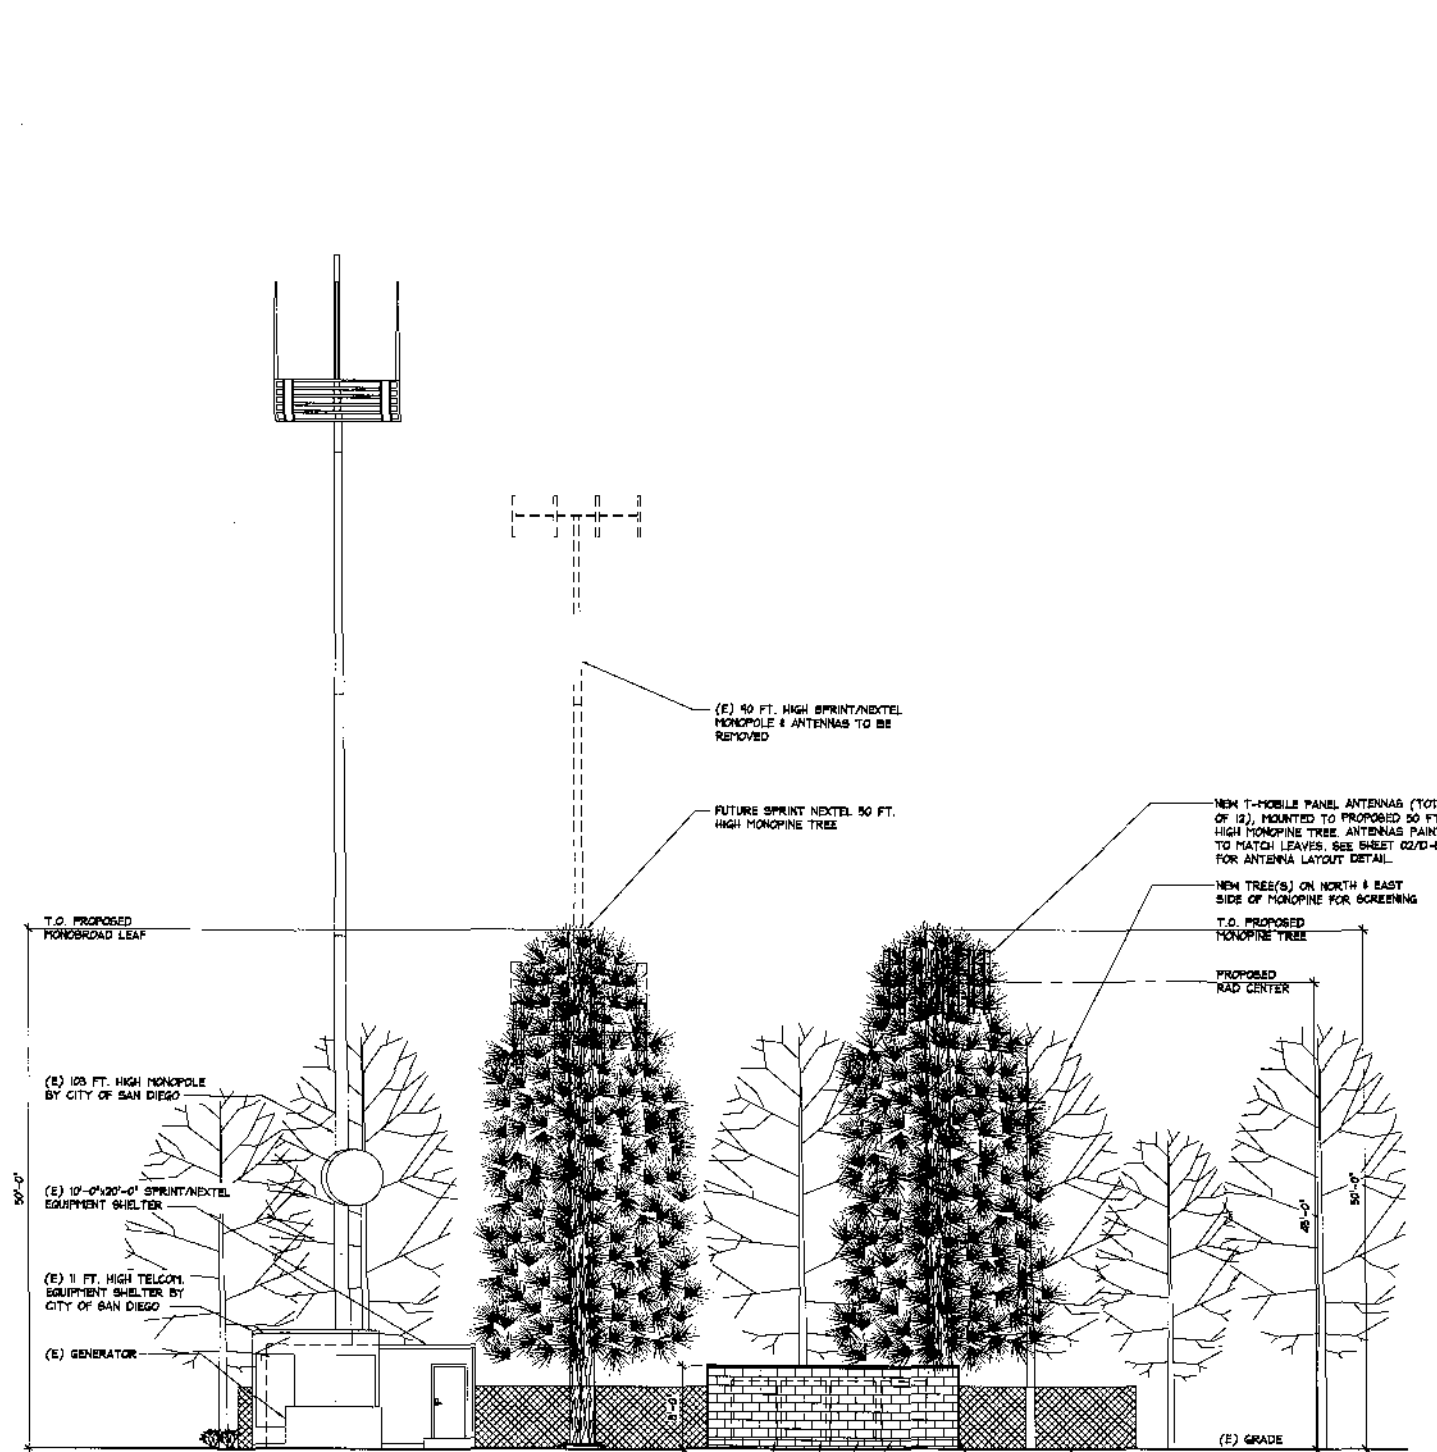 (E) 90 FT. HIGH SPRINT/NEXTEL
MONOPOLE & ANTENNAS TO BE
REMOVED
FUTURE SPRINT NEXTEL 50 FT.
HIGH MONOPINE TREE
NEW T-MOBILE PANEL ANTENNAS
OF 12), MOUNTED TO PROPOSED 50
HIGH MONOPINE TREE. ANTENNAS
TO MATCH LEAVES. SEE SHEET
FOR ANTENNA LAYOUT DETAIL
NEW TREE(S) ON NORTH & EAST
SIDE OF MONOPINE FOR SCREENING
T.O. PROPOSED
MONOBROAD LEAF
T.O. PROPOSED
MONOPINE TREE
PROPOSED
RAD CENTER
(E) 103 FT. HIGH MONOPOLE
BY CITY OF SAN DIEGO
(E) 10'-0"x20'-0" SPRINT/NEXTEL
EQUIPMENT SHELTER
(E) 11 FT. HIGH TELCOM.
EQUIPMENT SHELTER BY
CITY OF SAN DIEGO
(E) GENERATOR
50'-0"
8'-0"
45'-0"
50'-0"
(E) GRADE